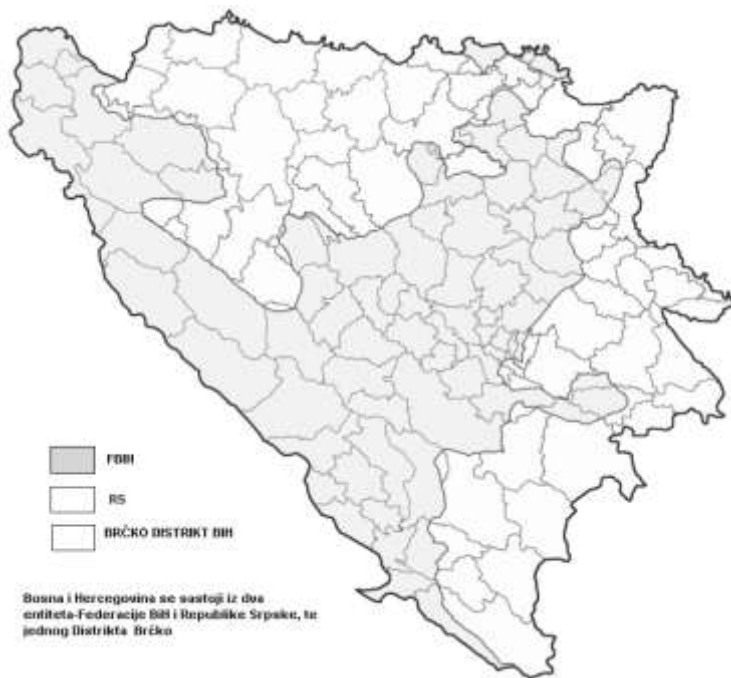 FBIH
RS
BRČKO DISTRIKT BIH
Bosna i Hercegovina se sastoji iz dva
entiteta-Federacije BiH i Republike Srpske, te
jednog Distrikta Brčko